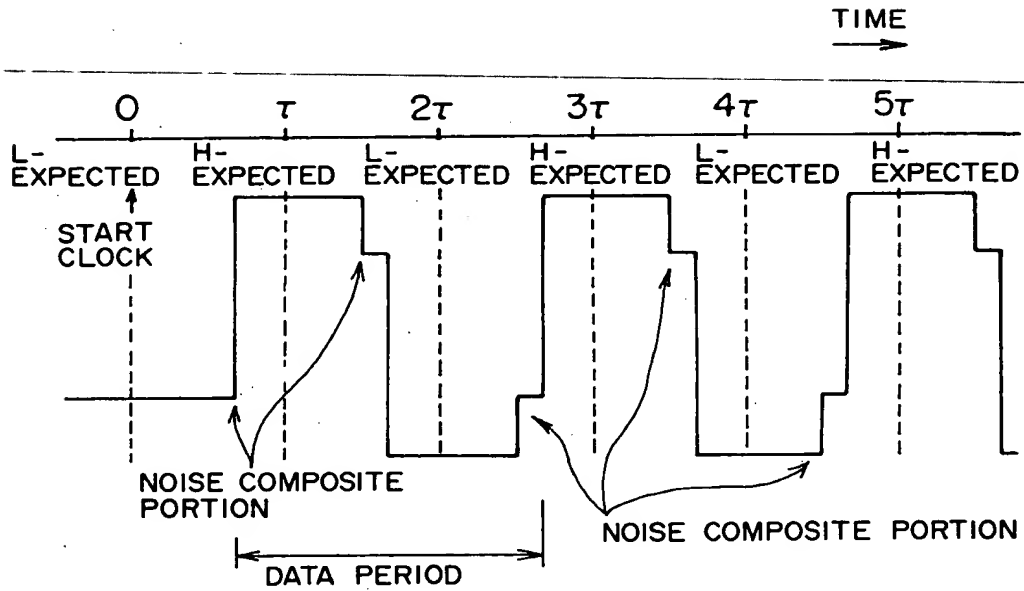 TIME
0 τ 2τ 3τ 4τ 5τ
L- H- L- H- L- H-
EXPECTED EXPECTED EXPECTED EXPECTED EXPECTED EXPECTED
START
CLOCK
NOISE COMPOSITE
PORTION
NOISE COMPOSITE PORTION
DATA PERIOD